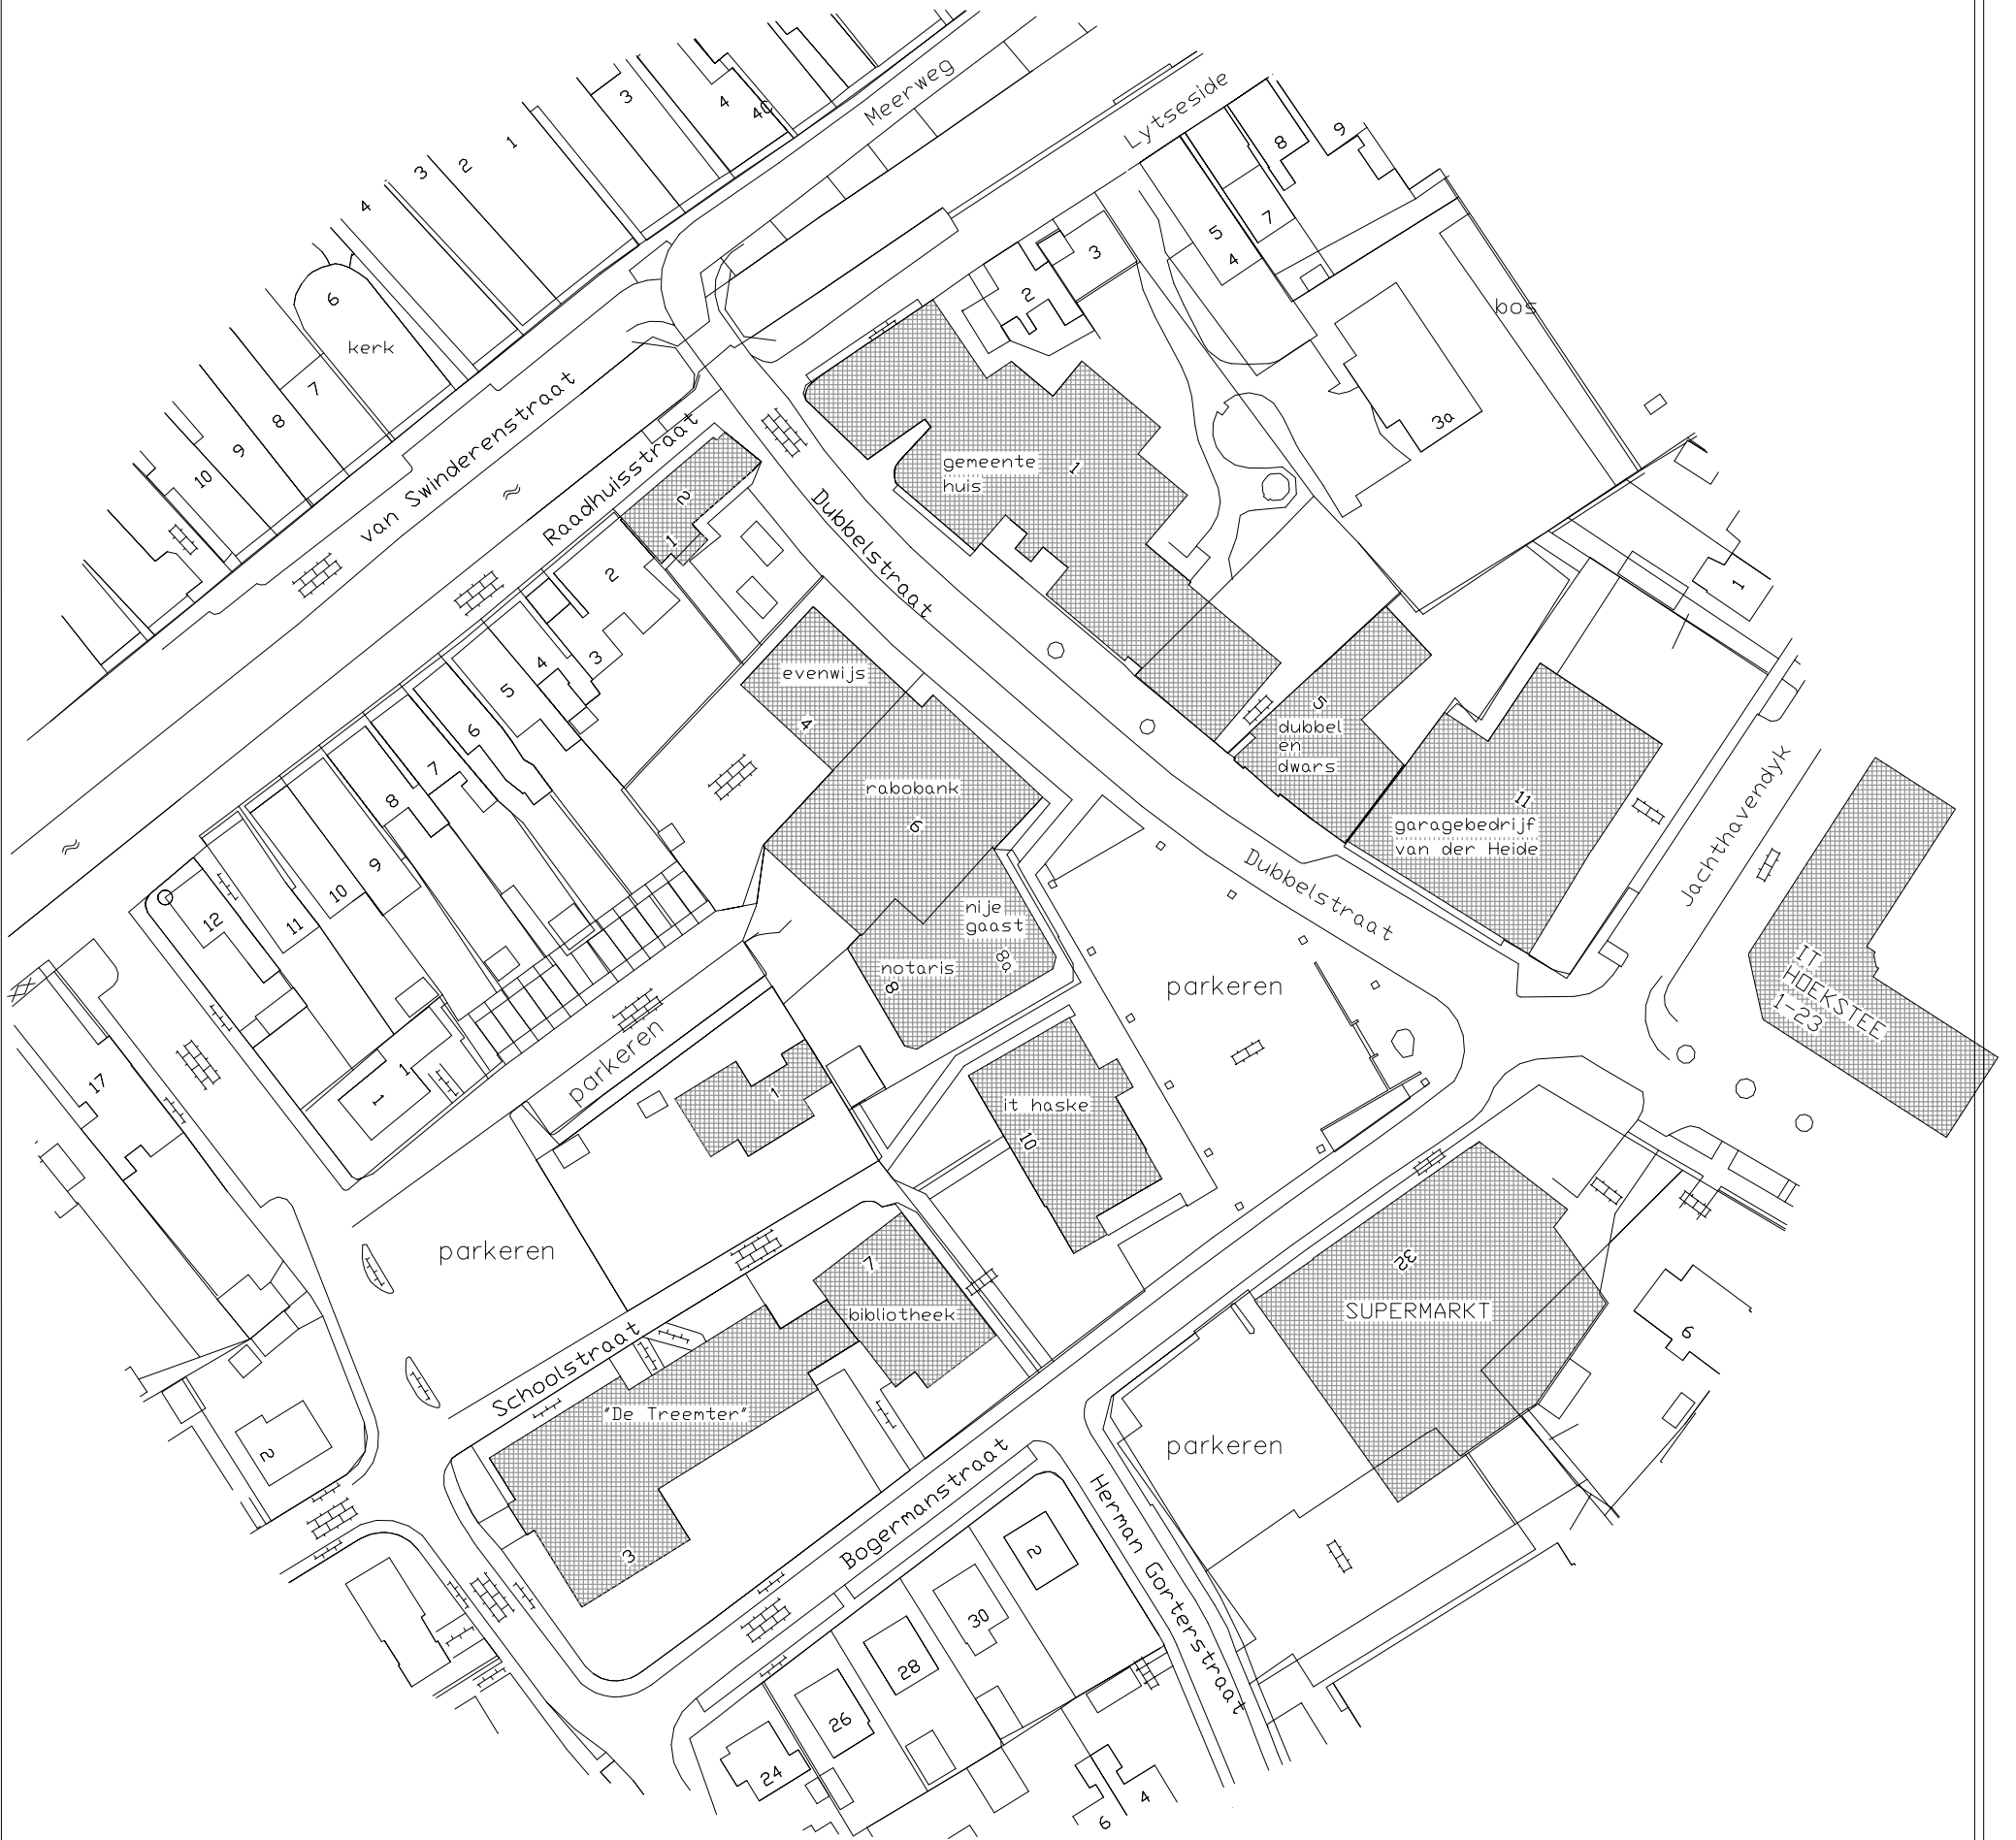 Meerweg
Lytseside
3
4
4C
1
2
3
4
8
9
7
5
4
3
2
6
kerk
bos
3a
7
8
9
10
van Swinderenstraat
Raadhuisstraat
gemeente
huis
1
2
1
Dubbelstraat
2
3
4
5
6
7
8
9
10
11
12
1
evenwijs
4
5
dubbel
en
dwars
rabobank
6
11
garagebedrijf
van der Heide
Jachthavendyk
Dubbelstraat
nije
gaast
8a
notaris
8
parkeren
IT
HOEKSTEE
1-23
parkeren
17
1
1
1
it haske
10
parkeren
7
bibliotheek
32
SUPERMARKT
6
Schoolstraat
"De Treemter"
3
2
parkeren
Bogermanstraat
Herman Gorterstraat
2
30
28
26
24
4
6